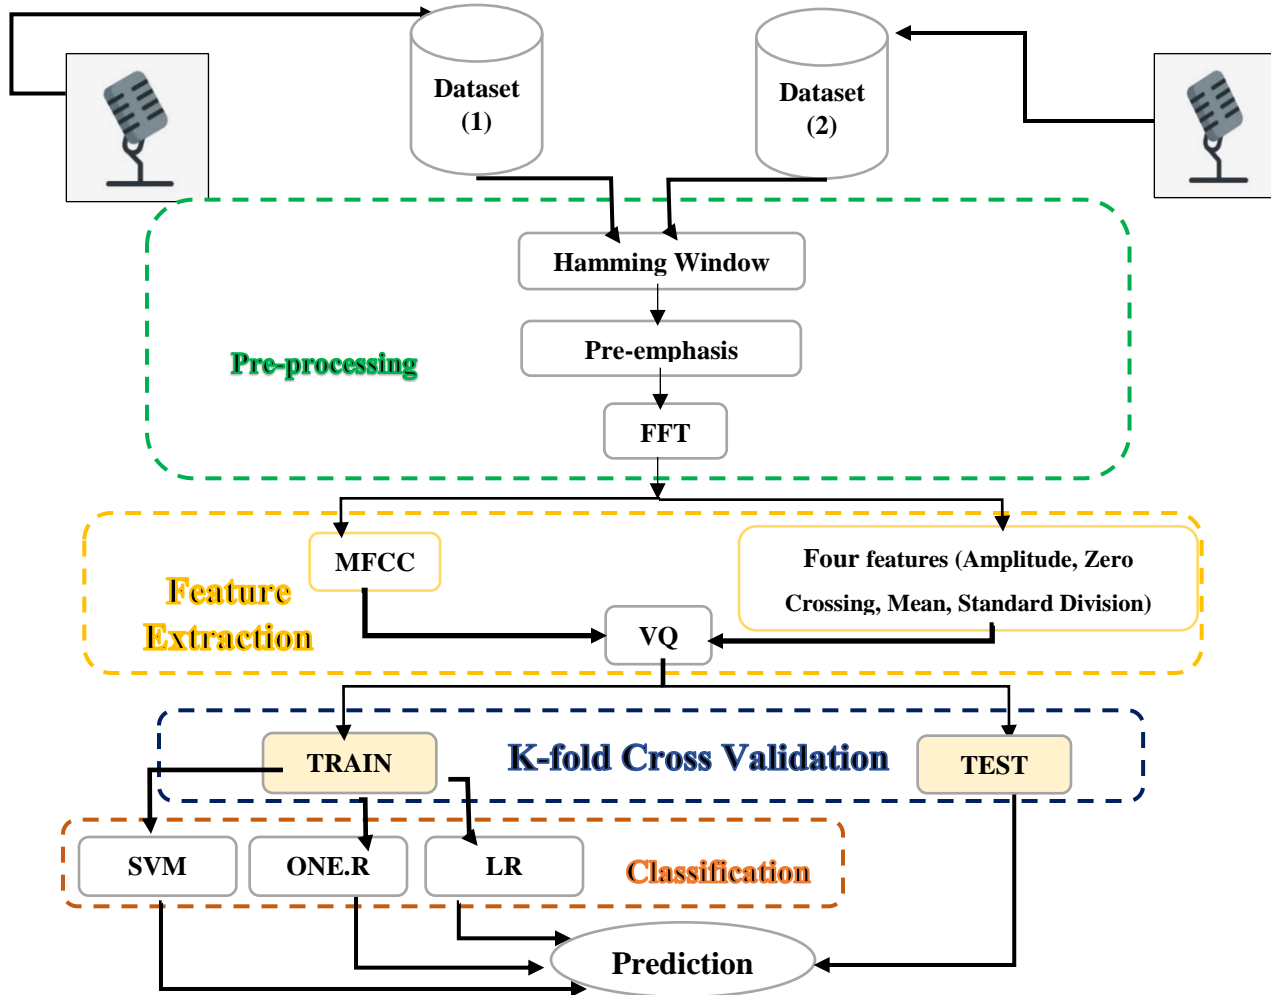 Dataset
(1)
Dataset
(2)
Hamming Window
Pre-emphasis
Pre-processing
FFT
MFCC
Four features (Amplitude, Zero
Crossing, Mean, Standard Division)
Feature
Extraction
VQ
TRAIN
K-fold Cross Validation
TEST
SVM
ONE.R
LR
Classification
Prediction